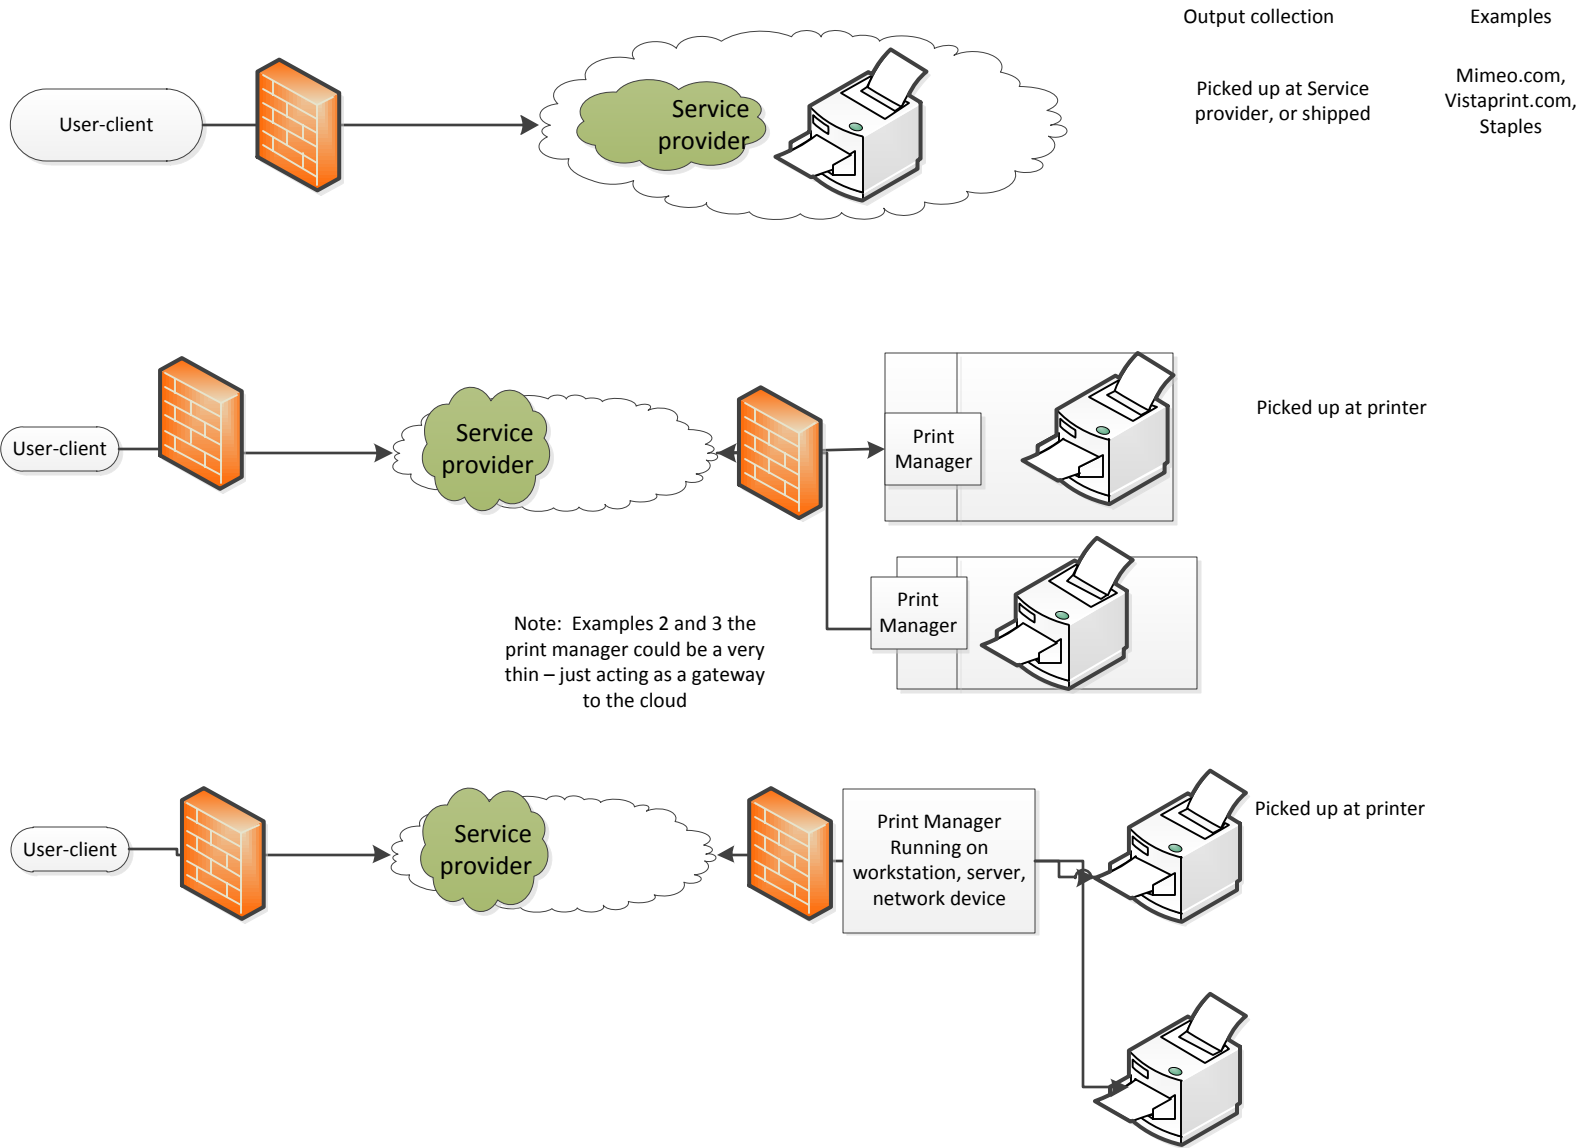 Output collection
Examples
User-client
Service
provider
Picked up at Service
provider, or shipped
Mimeo.com,
Vistaprint.com,
Staples
User-client
Service
provider
Print
Manager
Picked up at printer
Print
Manager
Note:  Examples 2 and 3 the
print manager could be a very
thin – just acting as a gateway
to the cloud
User-client
Service
provider
Print Manager
Running on
workstation, server,
network device
Picked up at printer